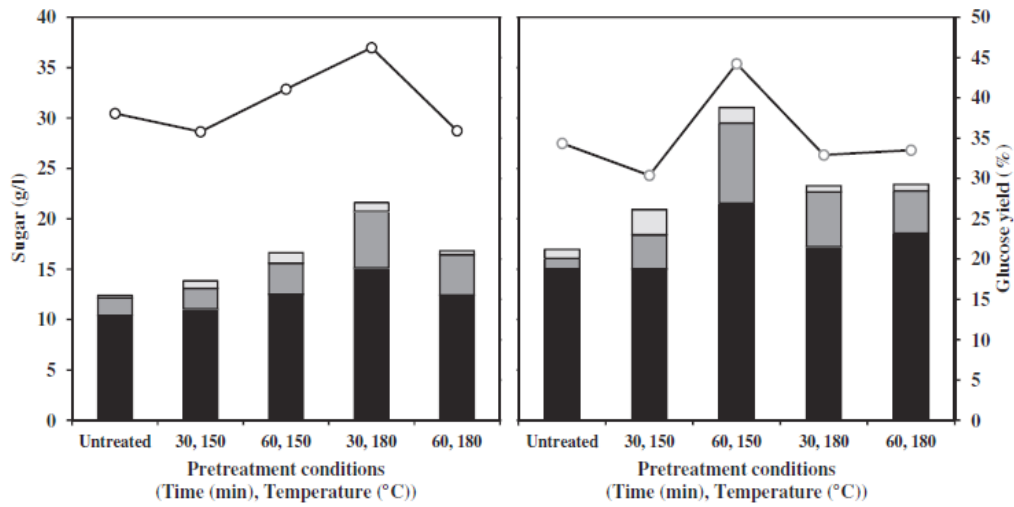 40
35
30
25
20
15
10
5
0
Sugar (g/l)
Untreated 30, 150 60, 150 30, 180 60, 180
Pretreatment conditions
(Time (min), Temperature (°C))
Untreated 30, 150 60, 150 30, 180 60, 180
Pretreatment conditions
(Time (min), Temperature (°C))
50
45
40
35
30
25
20
15
10
5
0
Glucose yield (%)